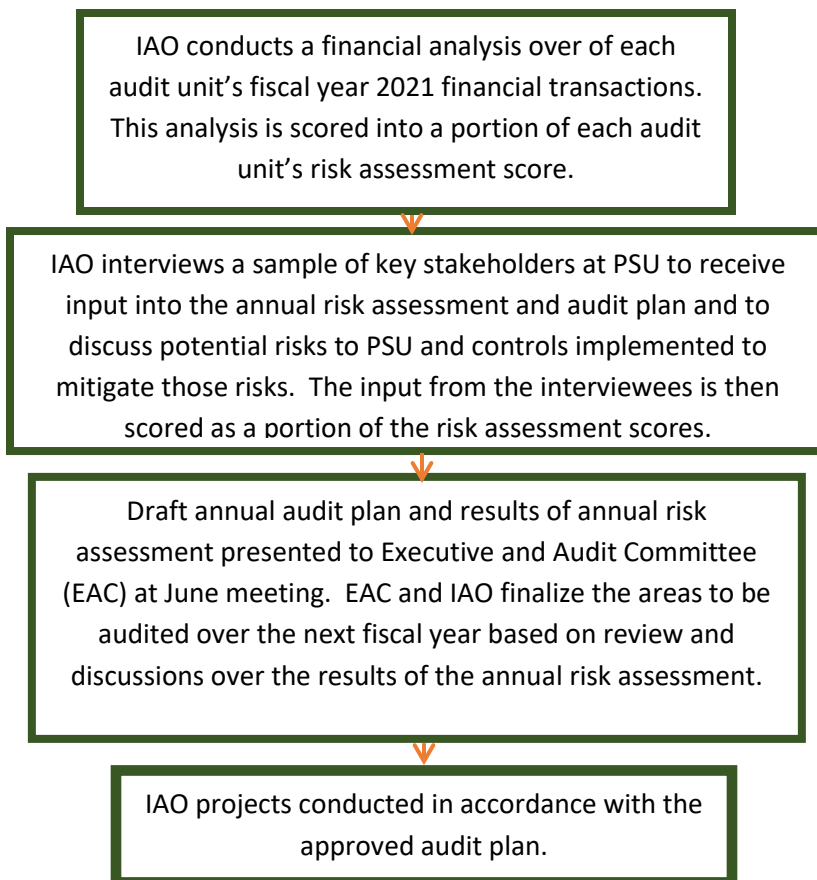 IAO conducts a financial analysis over of each
audit unit’s fiscal year 2021 financial transactions.
This analysis is scored into a portion of each audit
unit’s risk assessment score.
IAO interviews a sample of key stakeholders at PSU to receive
input into the annual risk assessment and audit plan and to
discuss potential risks to PSU and controls implemented to
mitigate those risks.  The input from the interviewees is then
scored as a portion of the risk assessment scores.
Draft annual audit plan and results of annual risk
assessment presented to Executive and Audit Committee
(EAC) at June meeting.  EAC and IAO finalize the areas to be
audited over the next fiscal year based on review and
discussions over the results of the annual risk assessment.
IAO projects conducted in accordance with the
approved audit plan.